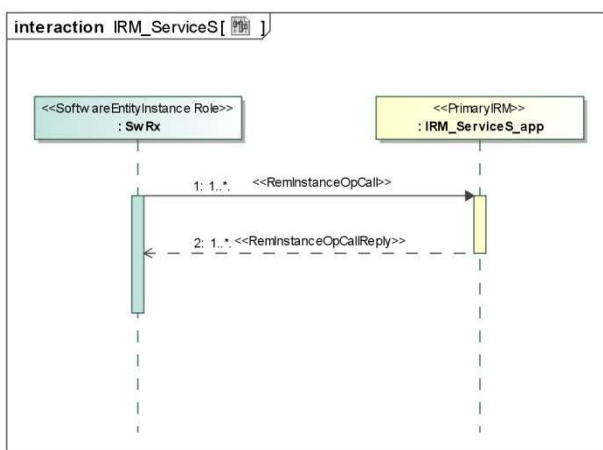 interaction IRM_ServiceS[ ]
<<SoftwareEntityInstance Role>>
: SwRx
<<PrimaryIRM>>
: IRM_ServiceS_app
1: 1..*. <<RemInstanceOpCall>>
2: 1..*. <<RemInstanceOpCallReply>>